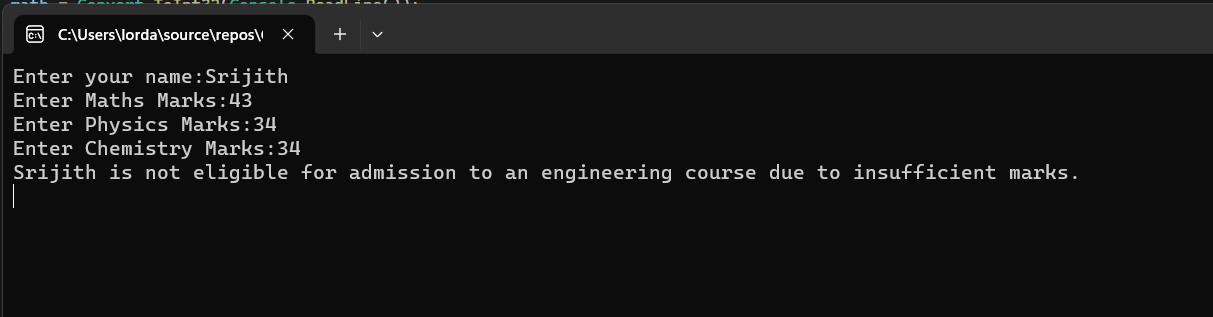 math = Convert.ToInt32(Console.ReadLine());
C:\Users\lorda\source\repos\
Enter your name:Srijith
Enter Maths Marks:43
Enter Physics Marks:34
Enter Chemistry Marks:34
Srijith is not eligible for admission to an engineering course due to insufficient marks.